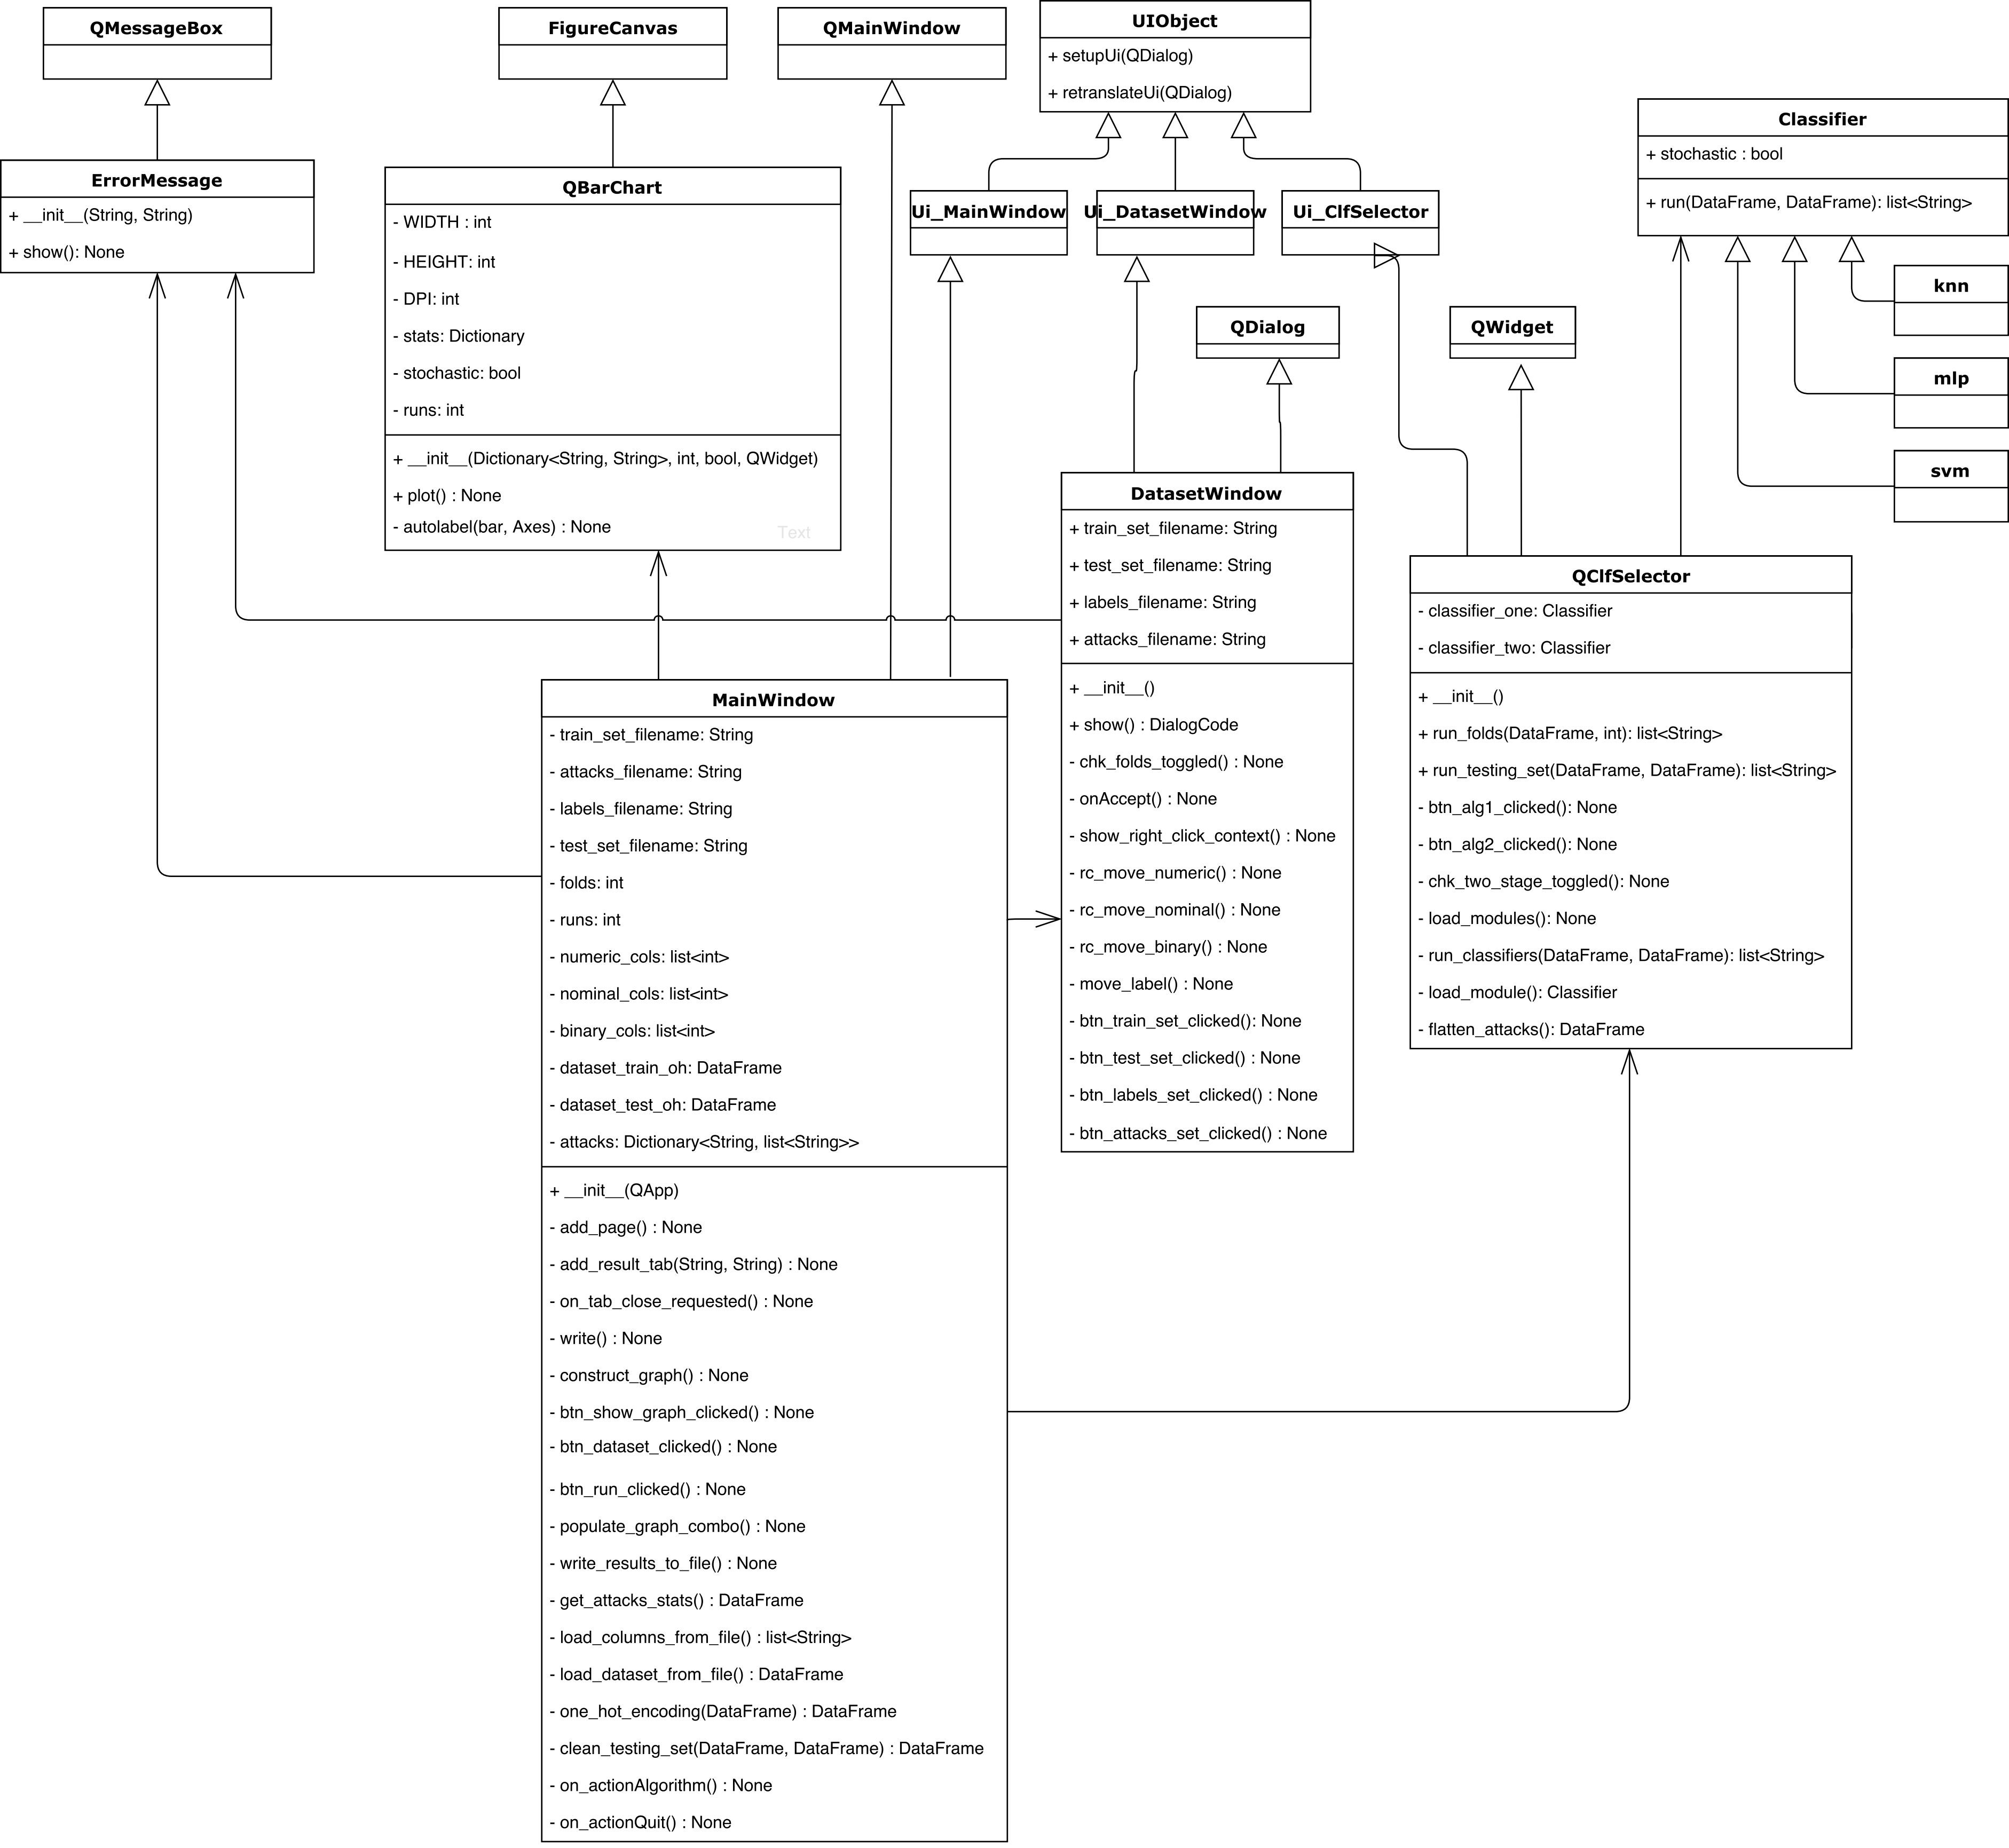 QMessageBox
FigureCanvas
QMainWindow
UIObject
+ setupUi(QDialog)
+ retranslateUi(QDialog)
Classifier
+ stochastic : bool
+ run(DataFrame, DataFrame): list<String>
ErrorMessage
+ __init__(String, String)
+ show(): None
QBarChart
- WIDTH : int
- HEIGHT: int
- DPI: int
- stats: Dictionary
- stochastic: bool
- runs: int
+ __init__(Dictionary<String, String>, int, bool, QWidget)
+ plot() : None
- autolabel(bar, Axes) : None
Text
Ui_MainWindow
Ui_DatasetWindow
Ui_ClfSelector
knn
mlp
svm
QDialog
QWidget
DatasetWindow
+ train_set_filename: String
+ test_set_filename: String
+ labels_filename: String
+ attacks_filename: String
+ __init__()
+ show() : DialogCode
- chk_folds_toggled() : None
- onAccept() : None
- show_right_click_context() : None
- rc_move_numeric() : None
- rc_move_nominal() : None
- rc_move_binary() : None
- move_label() : None
- btn_train_set_clicked(): None
- btn_test_set_clicked() : None
- btn_labels_set_clicked() : None
- btn_attacks_set_clicked() : None
QClfSelector
- classifier_one: Classifier
- classifier_two: Classifier
+ __init__()
+ run_folds(DataFrame, int): list<String>
+ run_testing_set(DataFrame, DataFrame): list<String>
- btn_alg1_clicked(): None
- btn_alg2_clicked(): None
- chk_two_stage_toggled(): None
- load_modules(): None
- run_classifiers(DataFrame, DataFrame): list<String>
- load_module(): Classifier
- flatten_attacks(): DataFrame
MainWindow
- train_set_filename: String
- attacks_filename: String
- labels_filename: String
- test_set_filename: String
- folds: int
- runs: int
- numeric_cols: list<int>
- nominal_cols: list<int>
- binary_cols: list<int>
- dataset_train_oh: DataFrame
- dataset_test_oh: DataFrame
- attacks: Dictionary<String, list<String>>
+ __init__(QApp)
- add_page() : None
- add_result_tab(String, String) : None
- on_tab_close_requested() : None
- write() : None
- construct_graph() : None
- btn_show_graph_clicked() : None
- btn_dataset_clicked() : None
- btn_run_clicked() : None
- populate_graph_combo() : None
- write_results_to_file() : None
- get_attacks_stats() : DataFrame
- load_columns_from_file() : list<String>
- load_dataset_from_file() : DataFrame
- one_hot_encoding(DataFrame) : DataFrame
- clean_testing_set(DataFrame, DataFrame) : DataFrame
- on_actionAlgorithm() : None
- on_actionQuit() : None